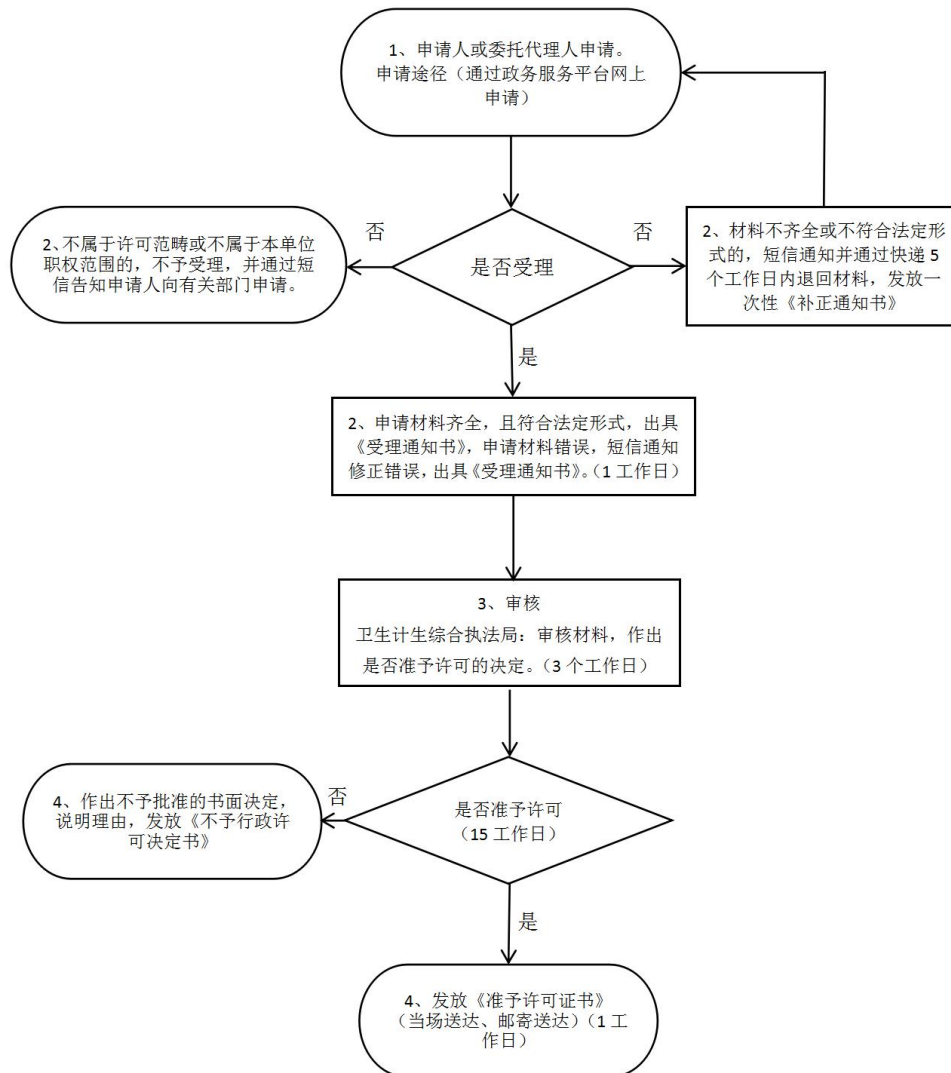 1、申请人或委托代理人申请。
申请途径（通过政务服务平台网上
申请）
否
2、不属于许可范畴或不属于本单位
职权范围的，不予受理，并通过短
信告知申请人向有关部门申请。
是否受理
否
2、材料不齐全或不符合法定形
式的，短信通知并通过快递 5
个工作日内退回材料，发放一
次性《补正通知书》
是
2、申请材料齐全，且符合法定形式，出具
《受理通知书》，申请材料错误，短信通知
修正错误，出具《受理通知书》。（1 工作日）
3、审核
卫生计生综合执法局：审核材料，作出
是否准予许可的决定。（3 个工作日）
4、作出不予批准的书面决定，
说明理由，发放《不予行政许
可决定书》
否
是否准予许可
（15 工作日）
是
4、发放《准予许可证书》
（当场送达、邮寄送达）（1 工
作日）